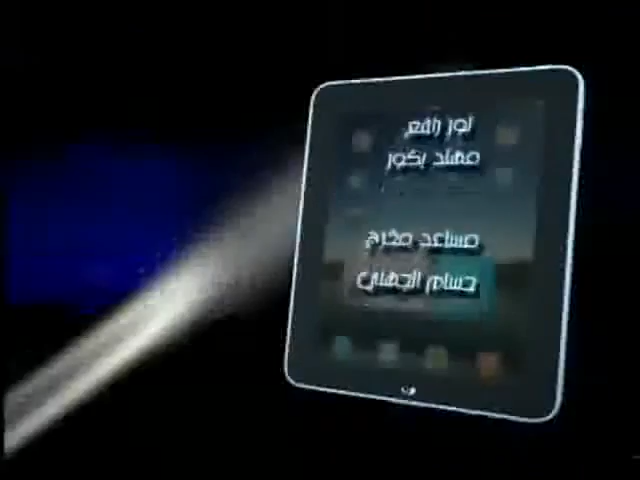 نور رافع
مهند بكور
مساعد مخرج
حسام الجهني